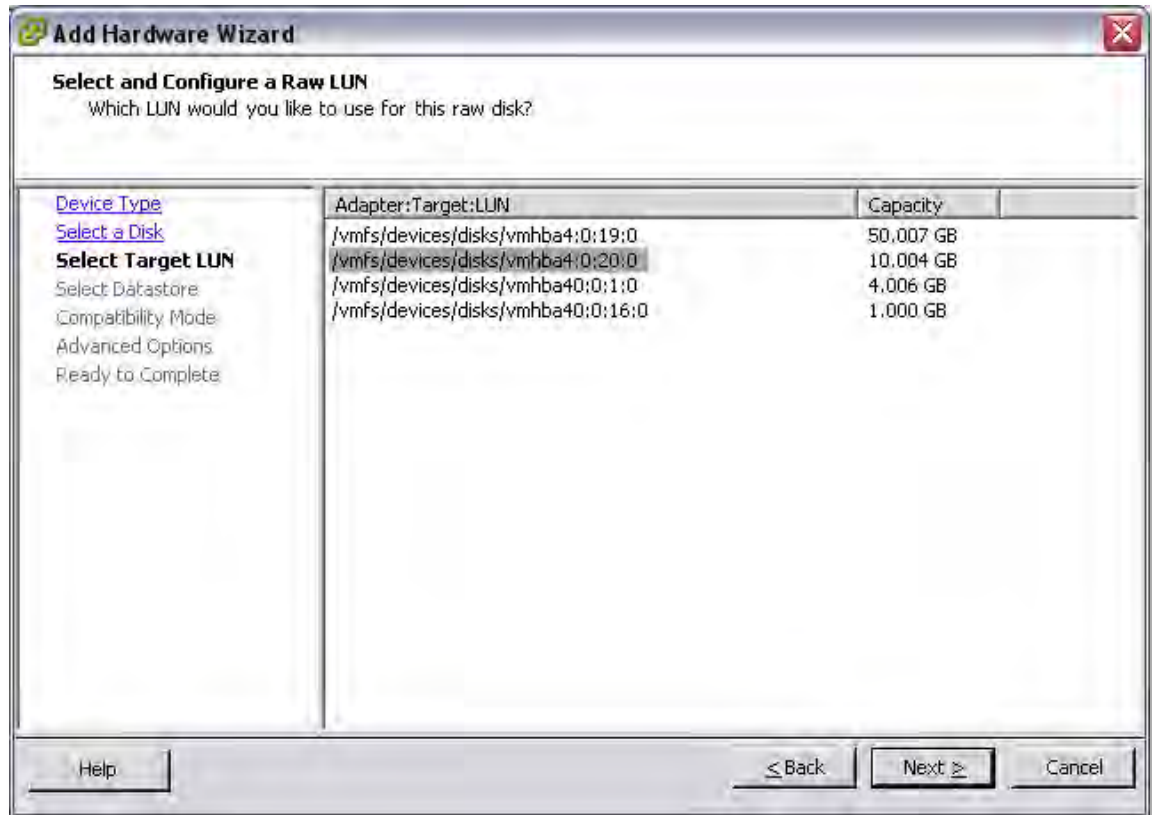 Add Hardware Wizard
Select and Configure a Raw LUN
Which LUN would you like to use for this raw disk?
Device Type
Select a Disk
Select Target LUN
Select Datastore
Compatibility Mode
Advanced Options
Ready to Complete
Adapter:Target:LUN Capacity
/vmfs/devices/disks/vmhba4:0:19:0 50.007 GB
/vmfs/devices/disks/vmhba4:0:20:0 10.004 GB
/vmfs/devices/disks/vmhba40:0:1:0 4.006 GB
/vmfs/devices/disks/vmhba40:0:16:0 1.000 GB
Help < Back Next > Cancel